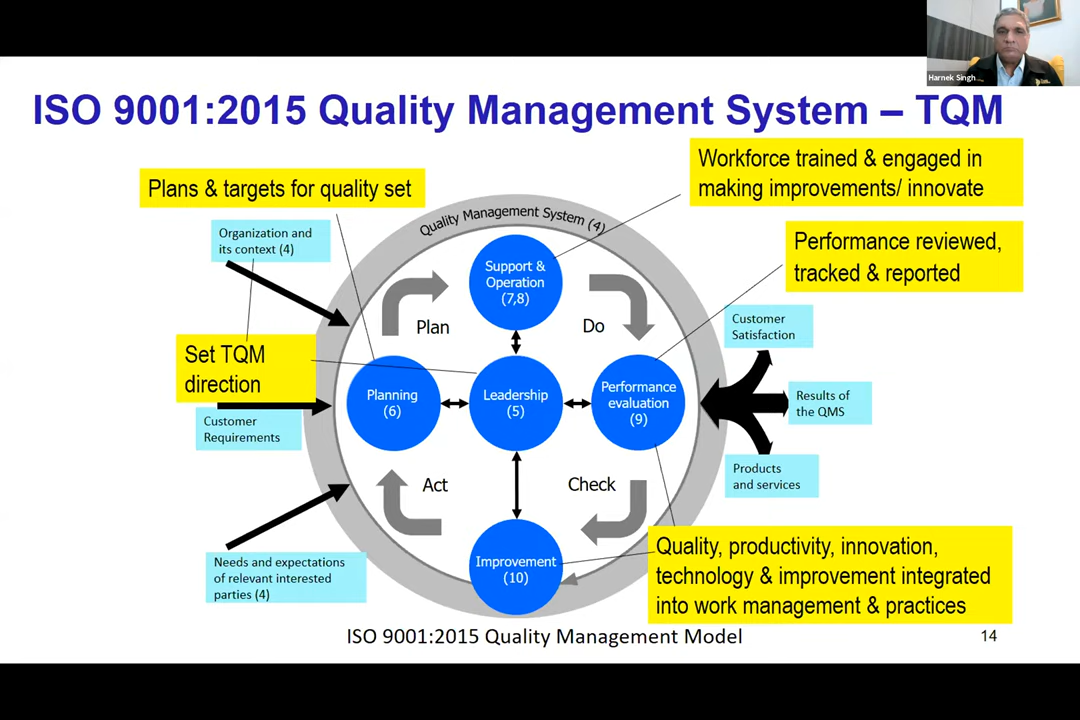 Harnek Singh
ISO 9001:2015 Quality Management System – TQM
Workforce trained & engaged in
making improvements/ innovate
Plans & targets for quality set
Quality Management System (4)
Organization and
its context (4)
Performance reviewed,
tracked & reported
Support &
Operation
(7,8)
Plan
Do
Customer
Satisfaction
Set TQM
direction
Planning
(6)
Leadership
(5)
Performance
evaluation
(9)
Results of
the QMS
Customer
Requirements
Act
Check
Products
and services
Needs and expectations
of relevant interested
parties (4)
Improvement
(10)
Quality, productivity, innovation,
technology & improvement integrated
into work management & practices
ISO 9001:2015 Quality Management Model
14